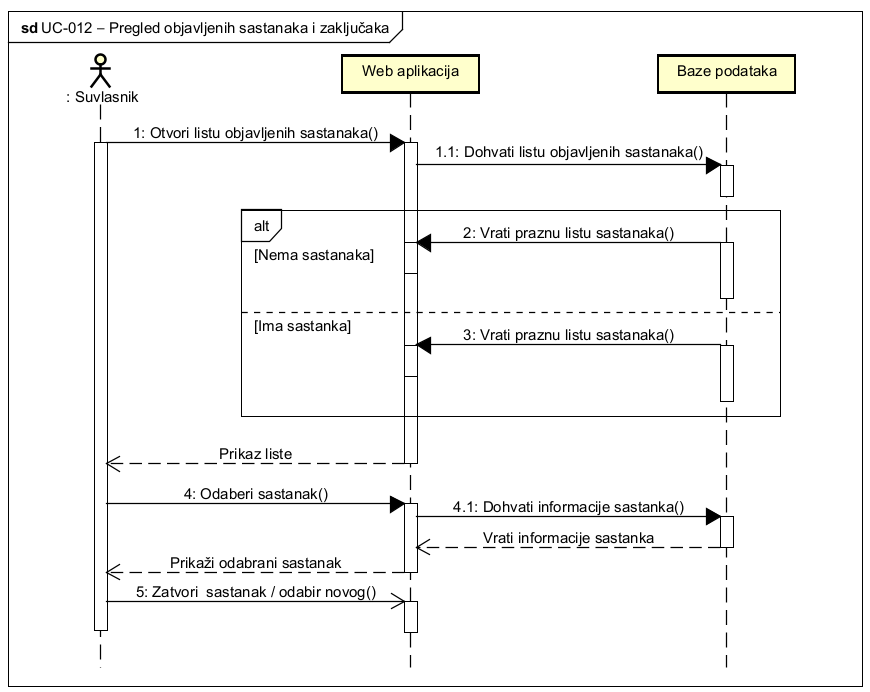 sd UC-012 – Pregled objavljenih sastanaka i zaključaka
: Suvlasnik
Web aplikacija
Baze podataka
1: Otvori listu objavljenih sastanaka()
1.1: Dohvati listu objavljenih sastanaka()
alt
2: Vrati praznu listu sastanaka()
[Nema sastanaka]
[Ima sastanka]
3: Vrati praznu listu sastanaka()
Prikaz liste
4: Odaberi sastanak()
4.1: Dohvati informacije sastanka()
Vrati informacije sastanka
Prikaži odabrani sastanak
5: Zatvori  sastanak / odabir novog()